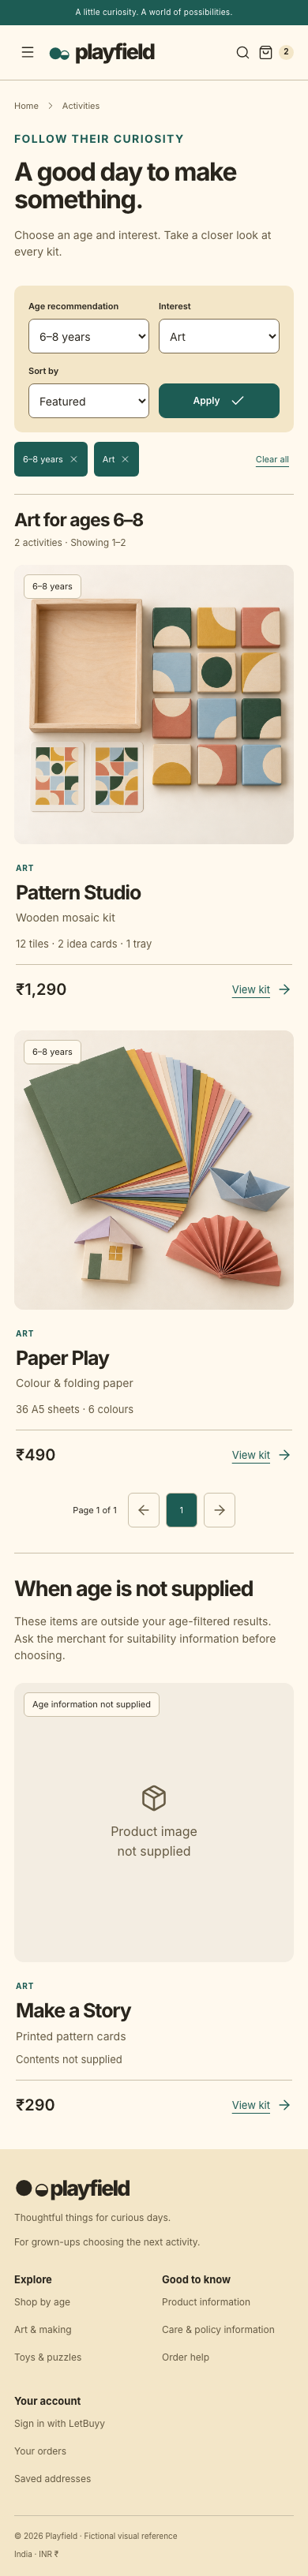 A little curiosity. A world of possibilities.
playfield
2
Home
Activities
FOLLOW THEIR CURIOSITY
A good day to make
something.
Choose an age and interest. Take a closer look at
every kit.
Age recommendation
Interest
6–8 years
Art
Sort by
Featured
Apply
6–8 years
Art
Clear all
Art for ages 6–8
2 activities · Showing 1–2
6–8 years
ART
Pattern Studio
Wooden mosaic kit
12 tiles · 2 idea cards · 1 tray
₹1,290
View kit
6–8 years
ART
Paper Play
Colour & folding paper
36 A5 sheets · 6 colours
₹490
View kit
Page 1 of 1
1
When age is not supplied
These items are outside your age-filtered results.
Ask the merchant for suitability information before
choosing.
Age information not supplied
Product image
not supplied
ART
Make a Story
Printed pattern cards
Contents not supplied
₹290
View kit
playfield
Thoughtful things for curious days.
For grown-ups choosing the next activity.
Explore
Good to know
Shop by age
Product information
Art & making
Care & policy information
Toys & puzzles
Order help
Your account
Sign in with LetBuyy
Your orders
Saved addresses
© 2026 Playfield · Fictional visual reference
India · INR ₹